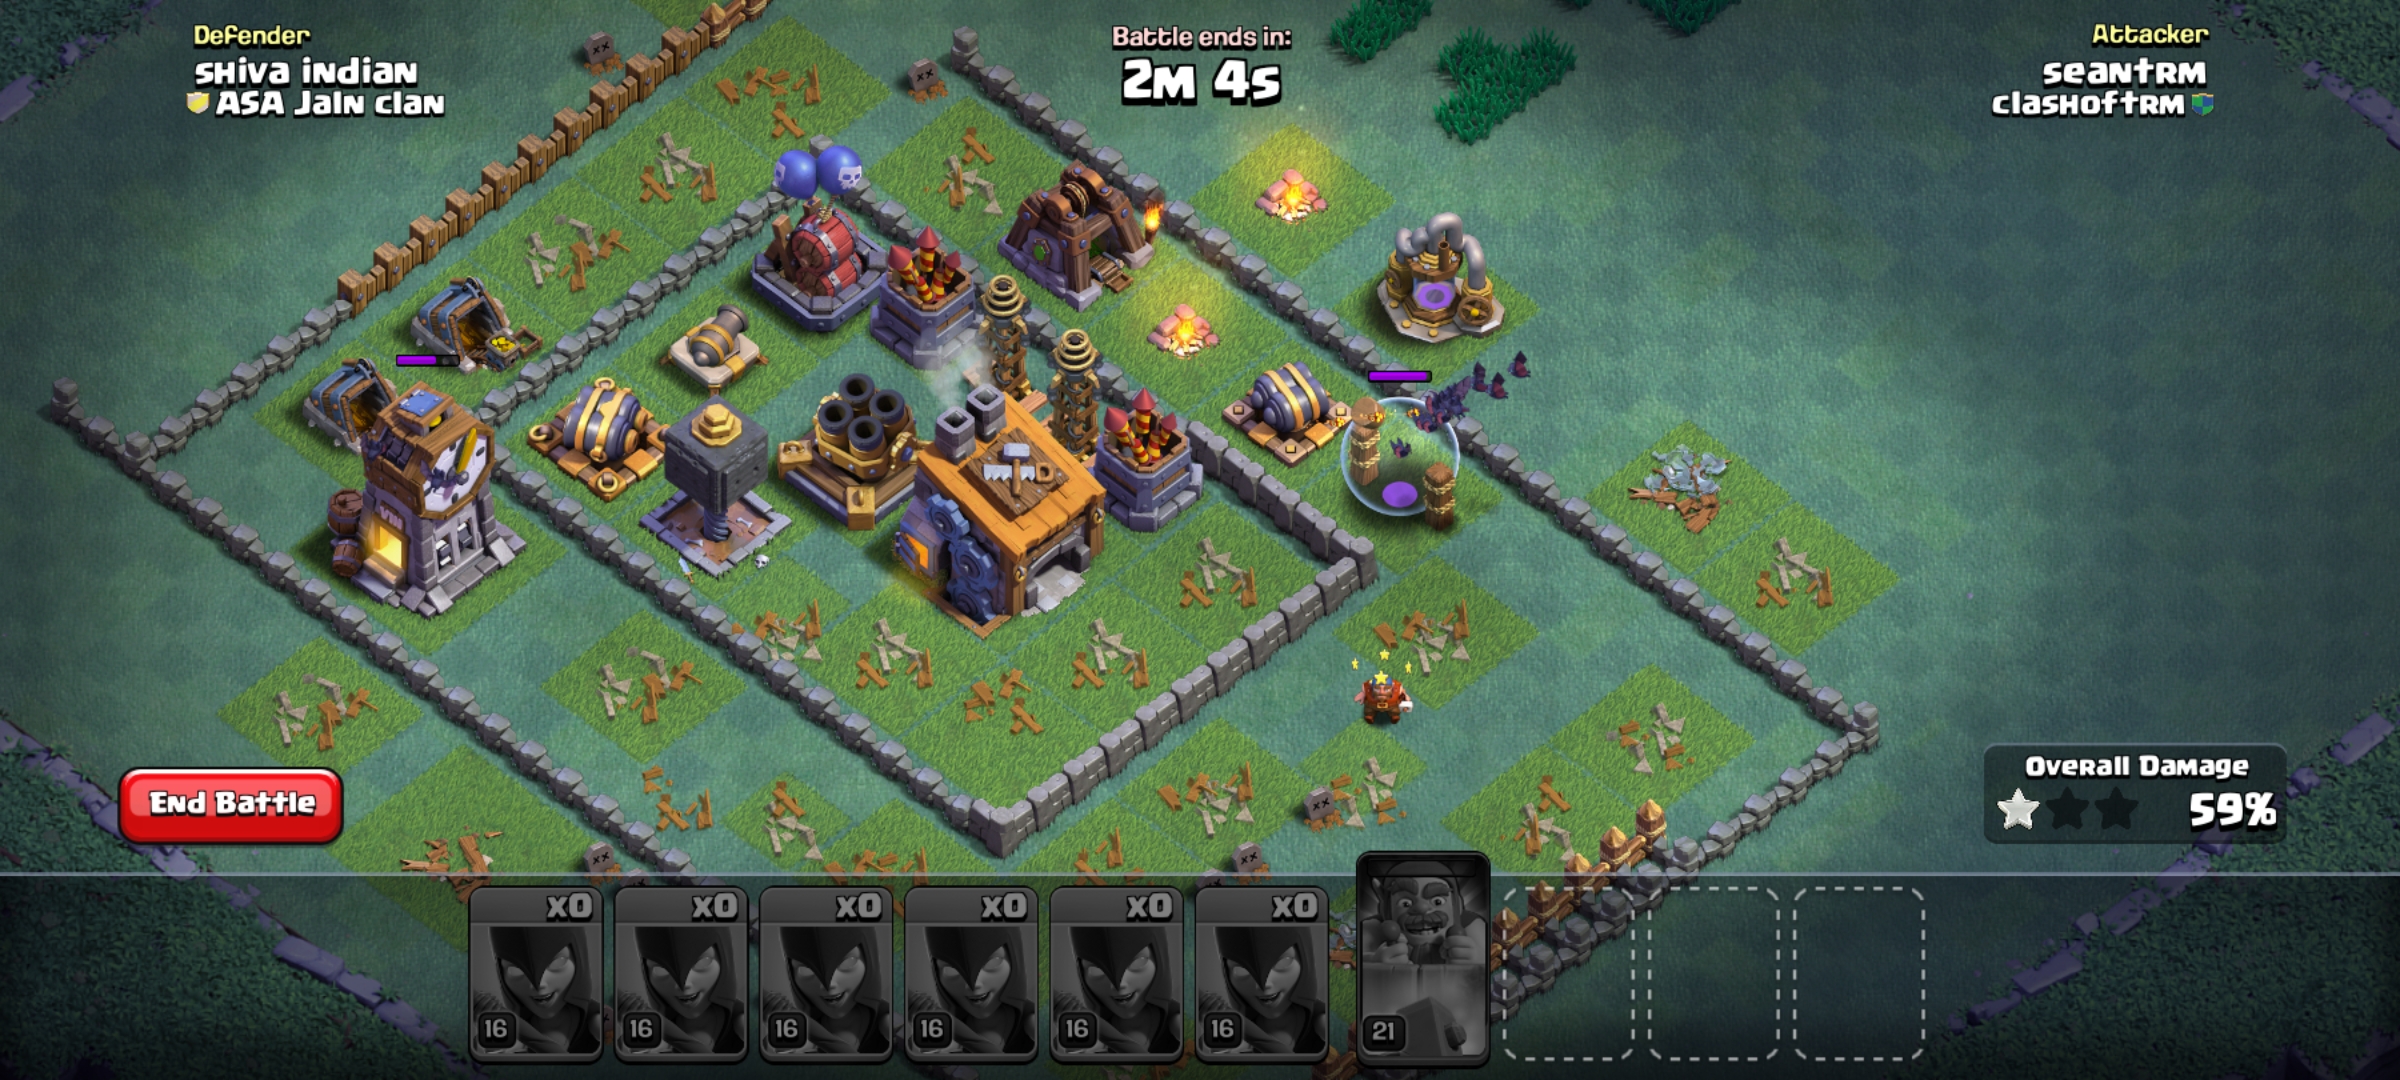 Defender
shiva indian
ASA Jain clan
Battle ends in:
2m 4s
Attacker
seantrm
clashoftrm
End Battle
Overall Damage
59%
x0
x0
x0
x0
x0
x0
16
16
16
16
16
16
21